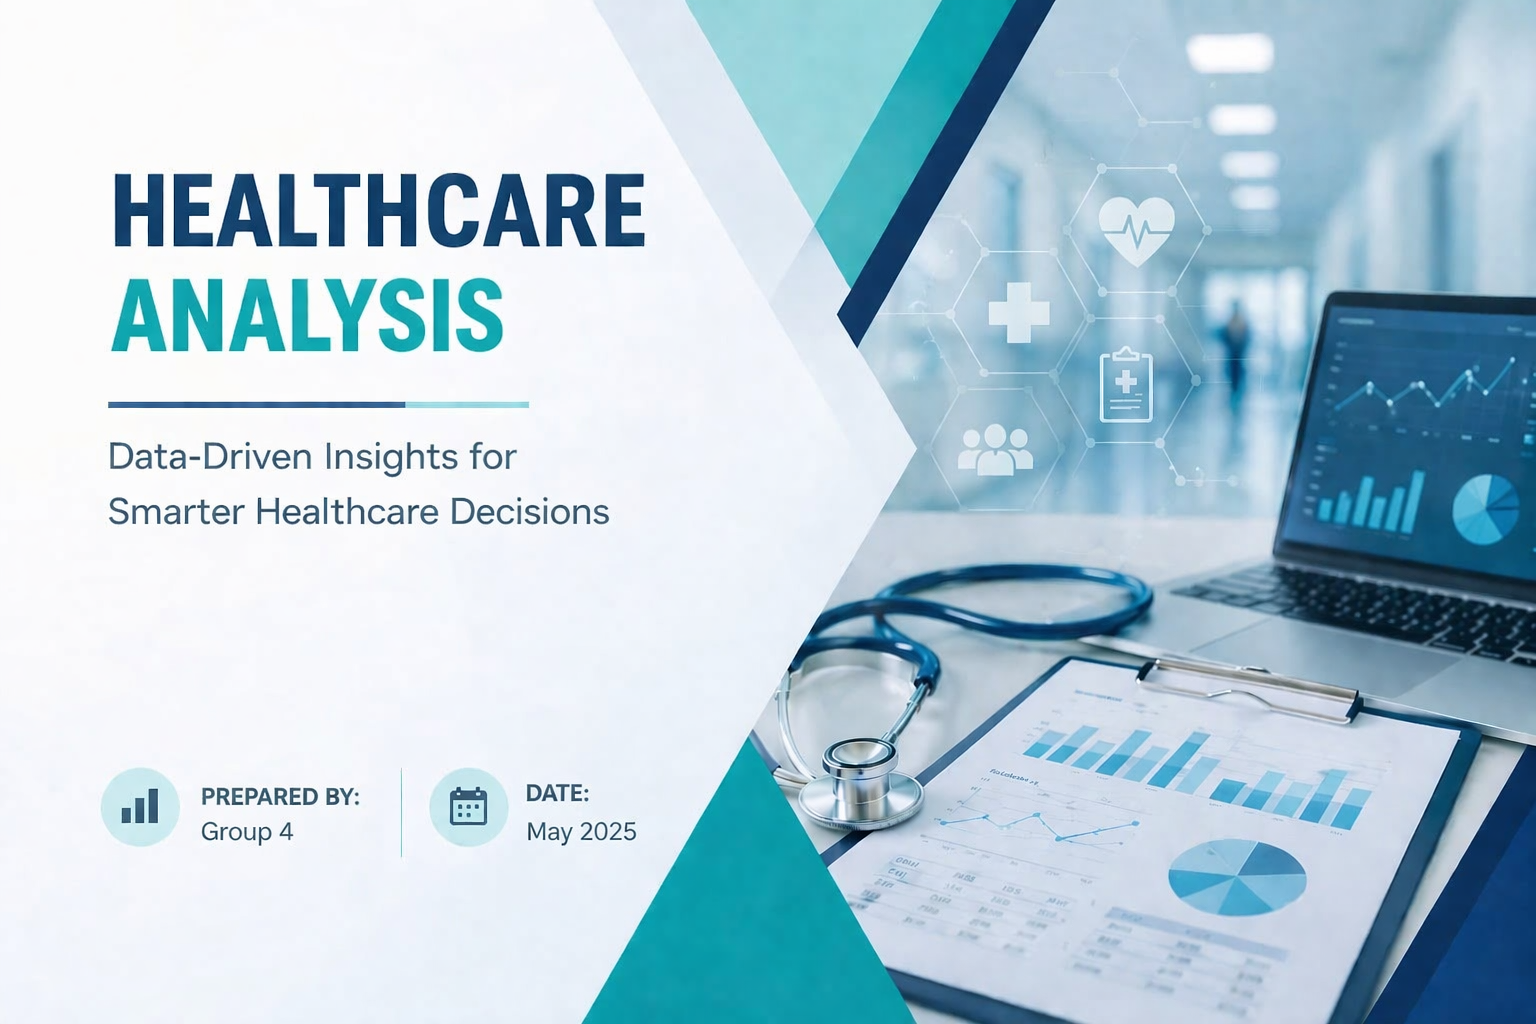 HEALTHCARE
ANALYSIS
Data-Driven Insights for
Smarter Healthcare Decisions
PREPARED BY:
Group 4
DATE:
May 2025